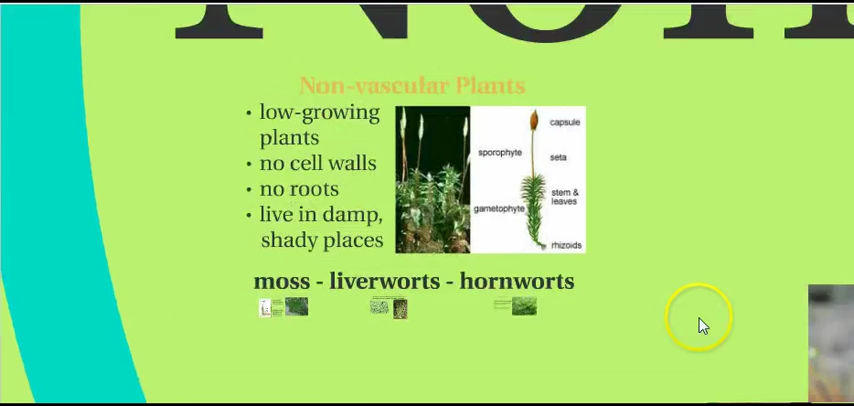 Non-vascular Plants
• low-growing
plants
• no cell walls
• no roots
• live in damp,
shady places
capsule
sporophyte
seta
stem &
leaves
gametophyte
rhizoids
moss - liverworts - hornworts